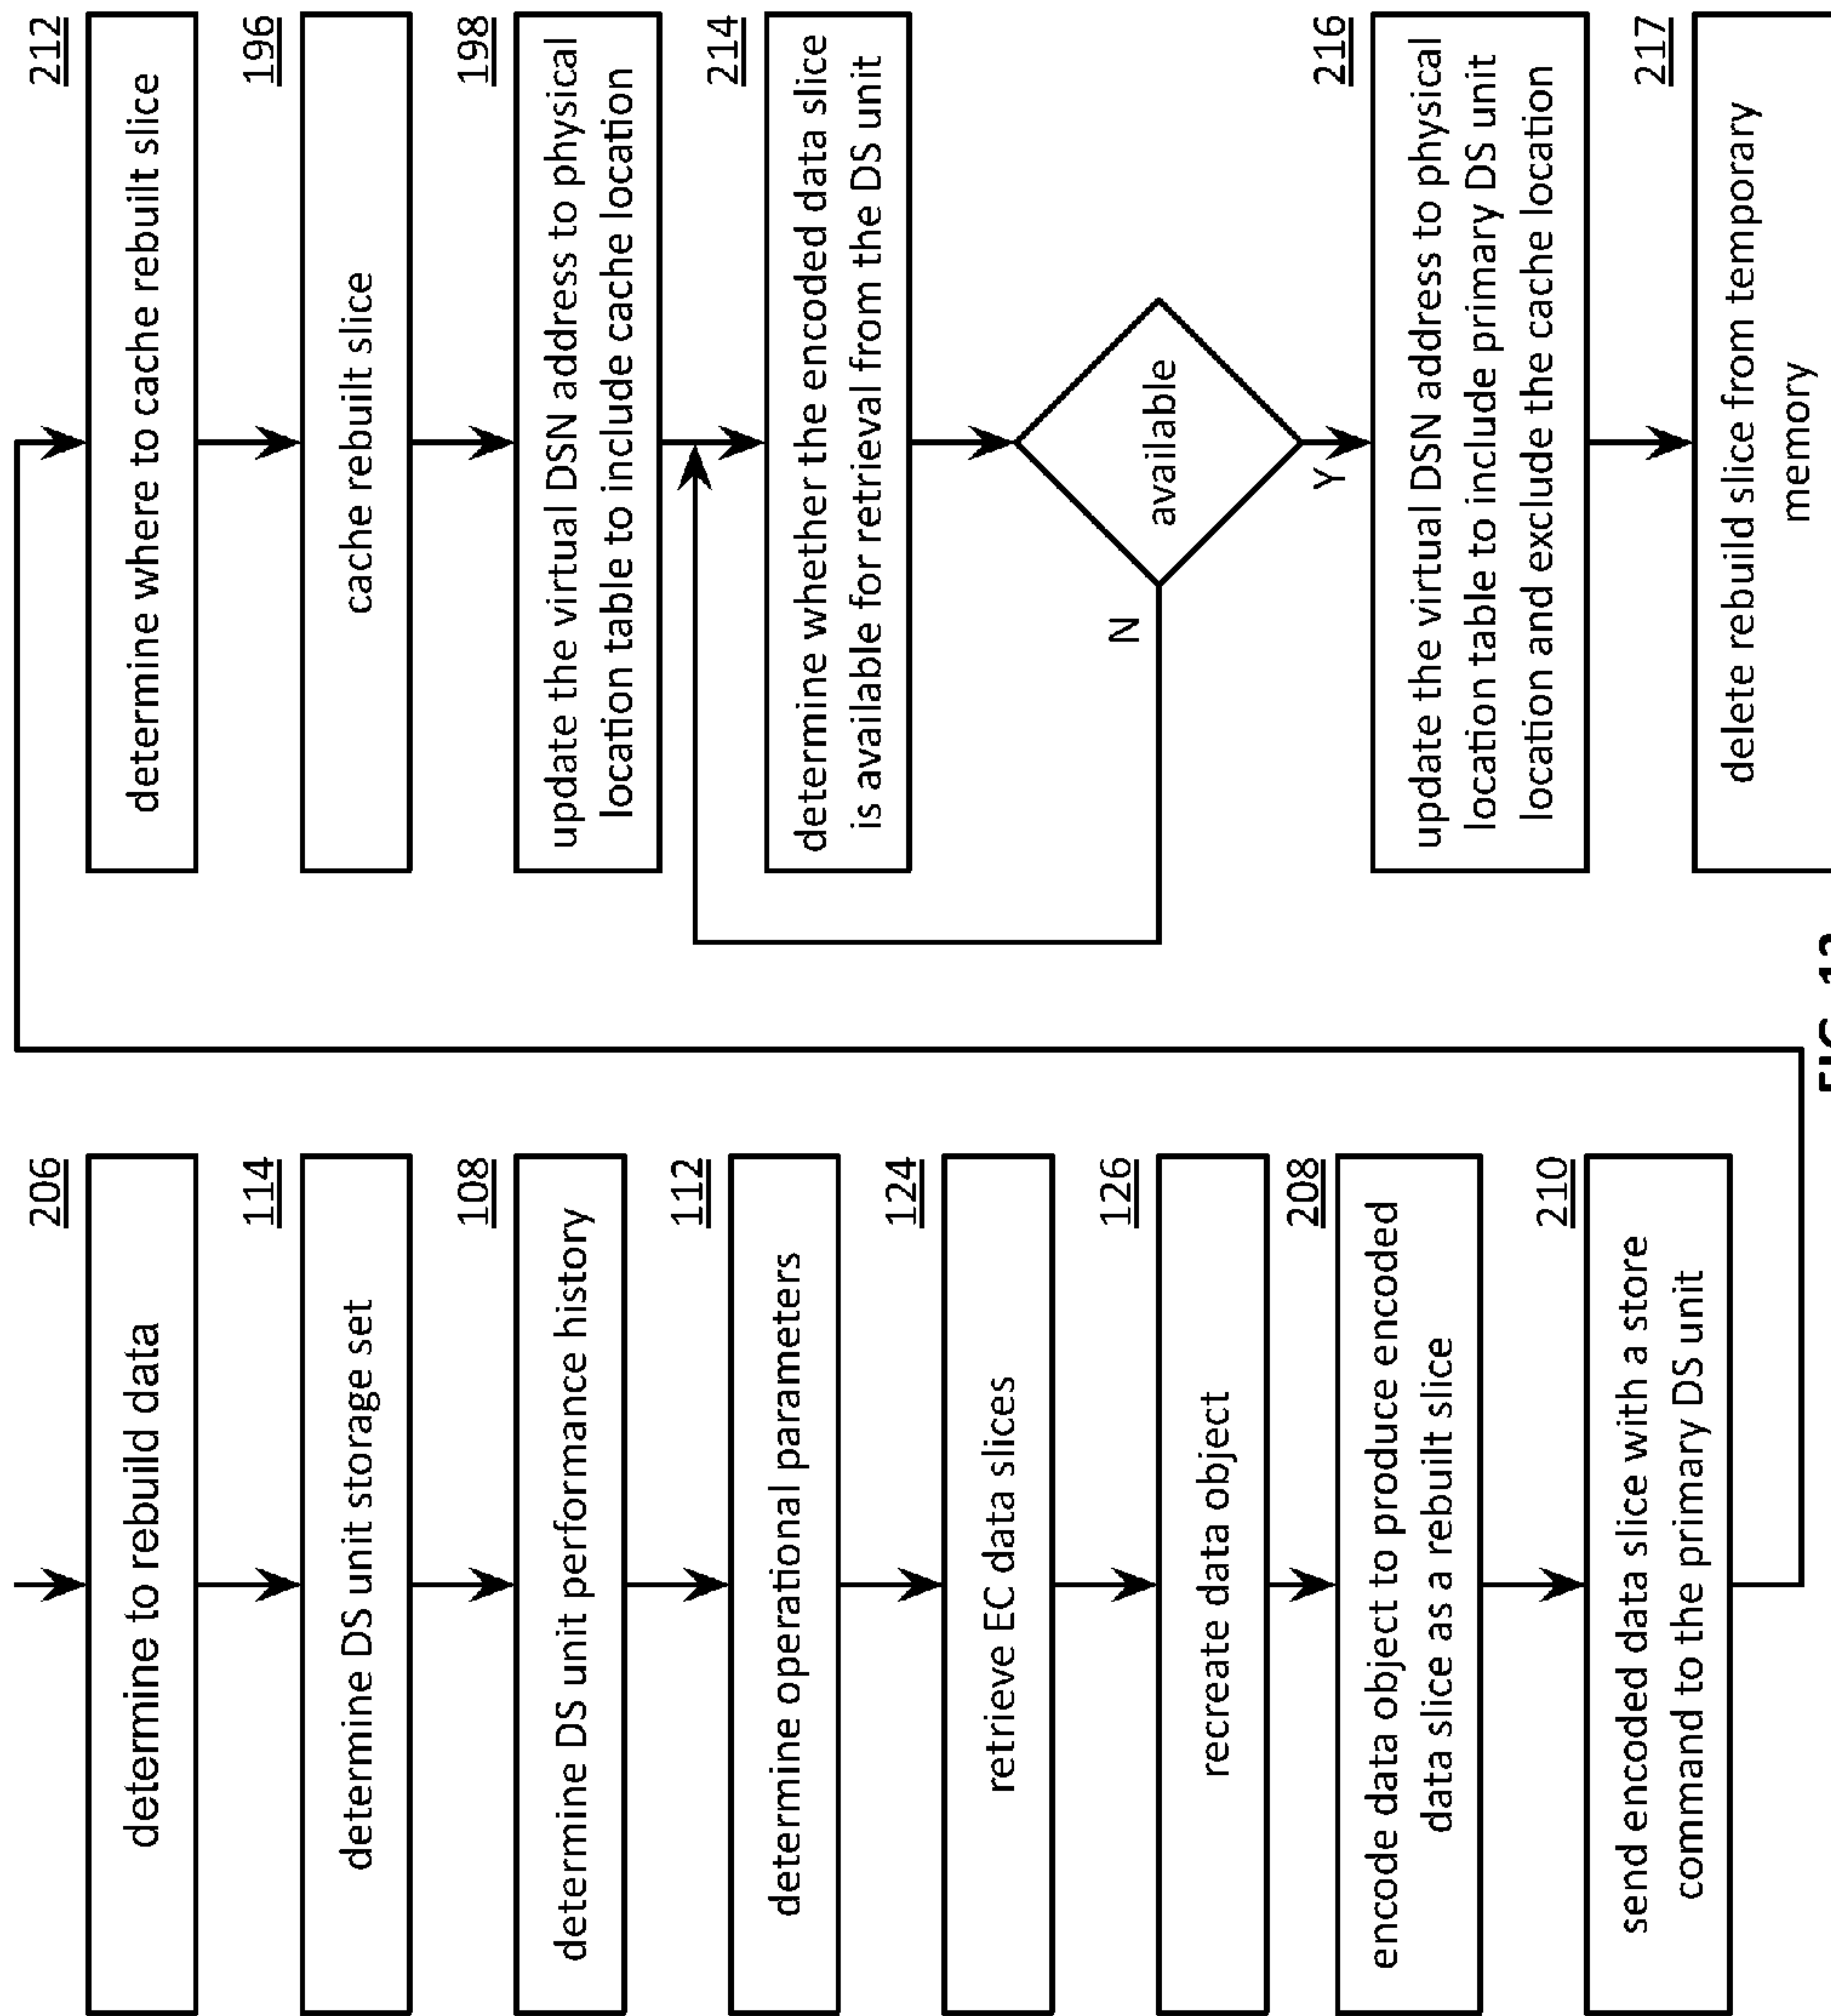 206
determine to rebuild data
114
determine DS unit storage set
108
determine DS unit performance history
112
determine operational parameters
124
retrieve EC data slices
126
recreate data object
208
encode data object to produce encoded
data slice as a rebuilt slice
210
send encoded data slice with a store
command to the primary DS unit
212
determine where to cache rebuilt slice
196
cache rebuilt slice
198
update the virtual DSN address to physical
location table to include cache location
214
determine whether the encoded data slice
is available for retrieval from the DS unit
available
N
Y
216
update the virtual DSN address to physical
location table to include primary DS unit
location and exclude the cache location
217
delete rebuild slice from temporary
memory